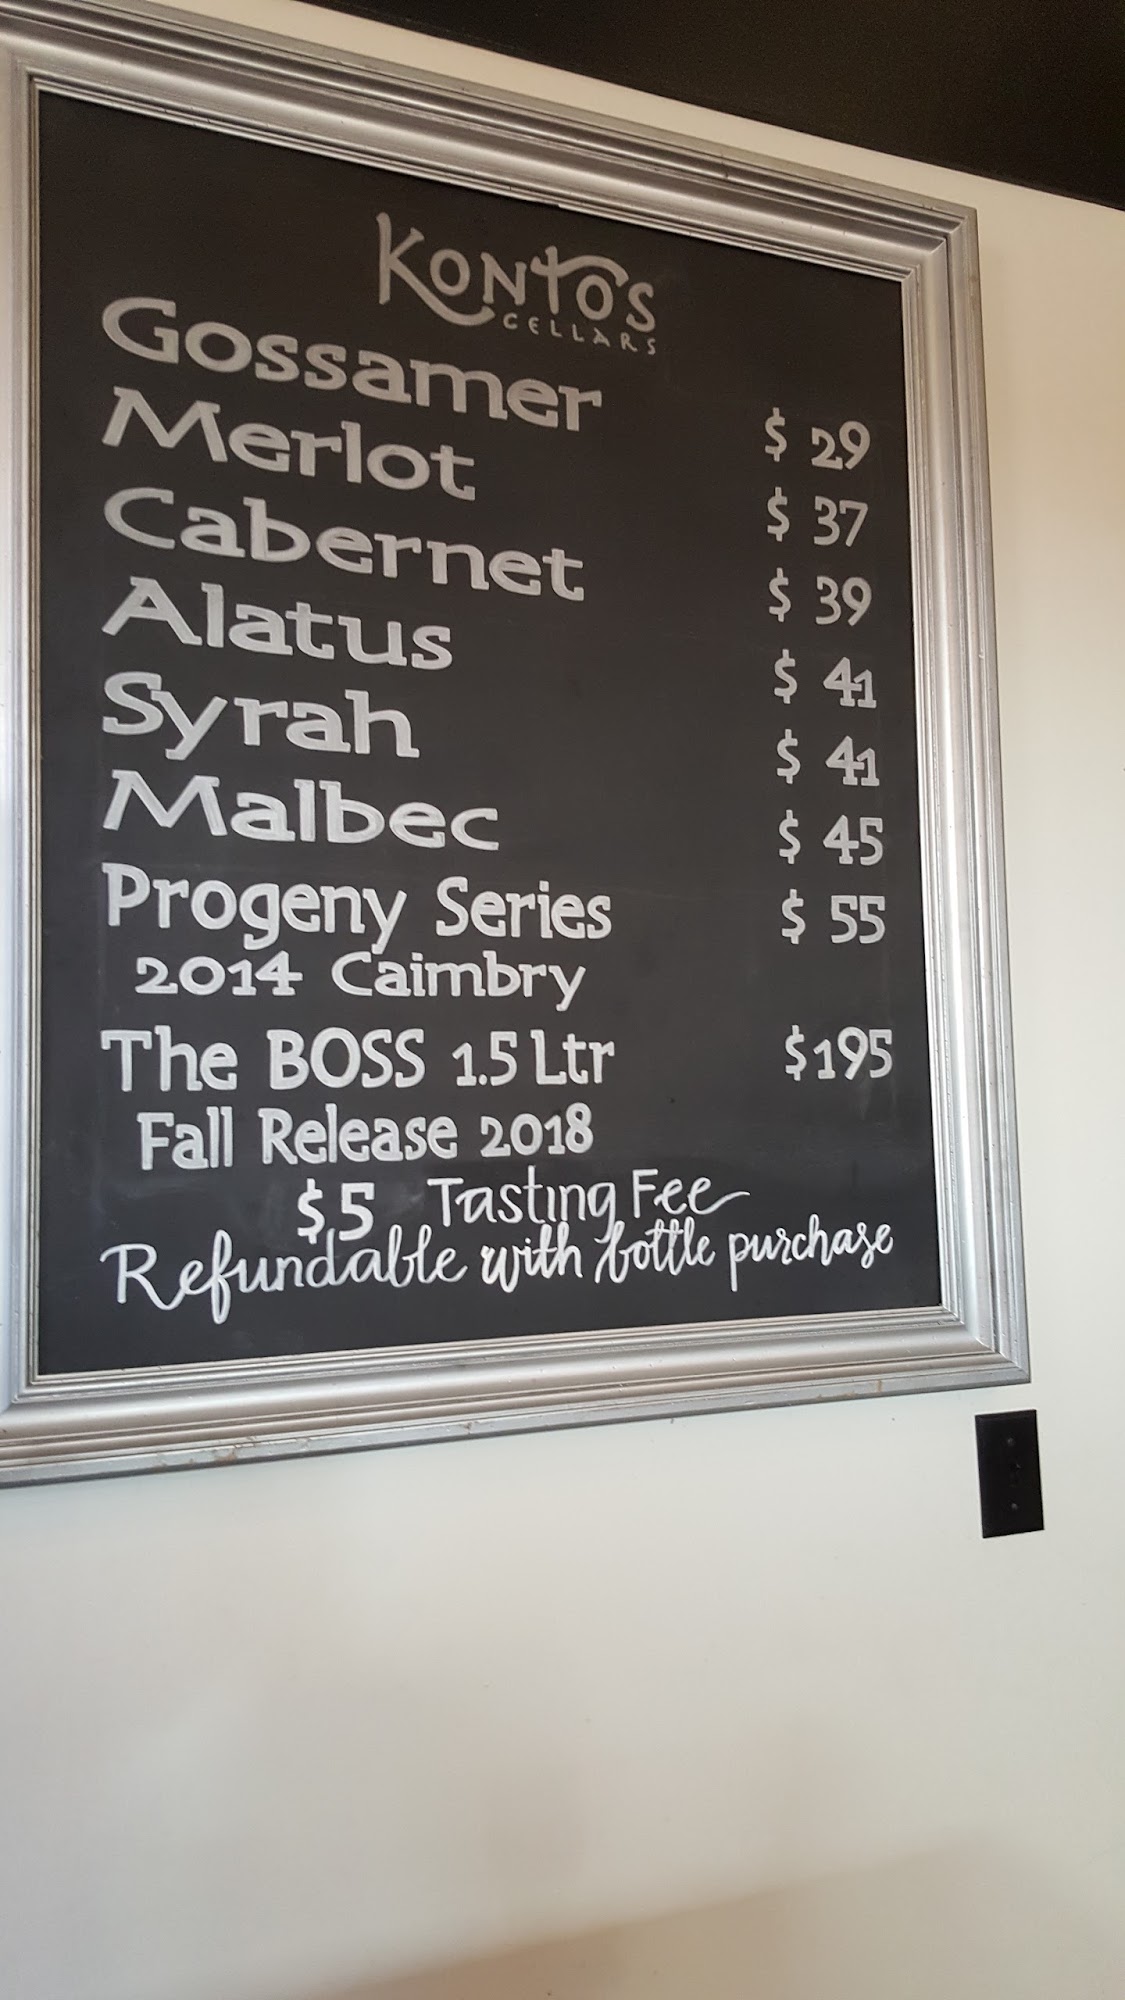 KONTOS
CELLARS
Gossamer $ 29
Merlot $ 37
Cabernet $ 39
Alatus $ 41
Syrah $ 41
Malbec $ 45
Progeny Series $ 55
2014 Caimbry
The BOSS 1.5 Ltr $195
Fall Release 2018
$5 Tasting Fee
Refundable with bottle purchase